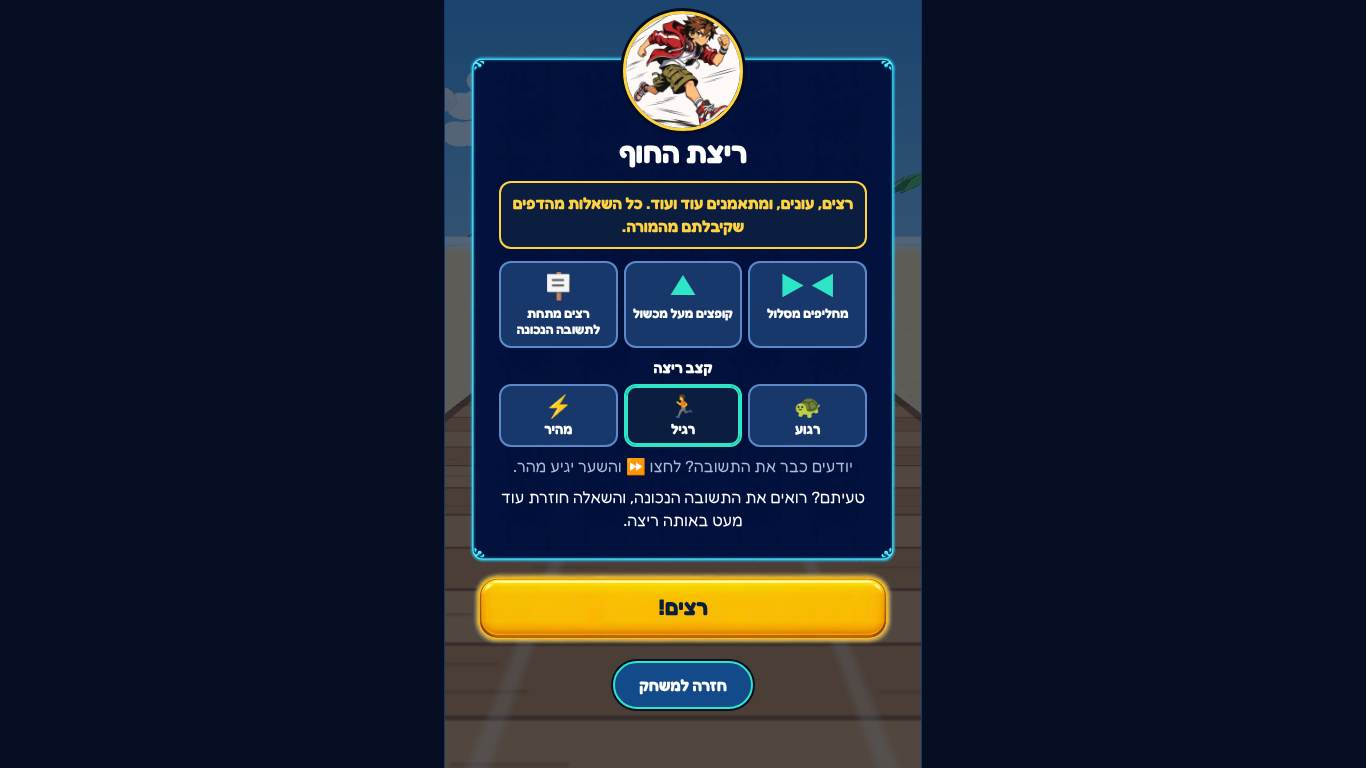 ריצת החוף
רצים, עונים, ומתאמנים עוד ועוד. כל השאלות מהדפים
שקיבלתם מהמורה.
מחליפים מסלול
קופצים מעל מכשול
רצים מתחת
לתשובה הנכונה
קצב ריצה
רגוע
רגיל
מהיר
יודעים כבר את התשובה? לחצו ⏩ והשער יגיע מהר.
טעיתם? רואים את התשובה הנכונה, והשאלה חוזרת עוד
מעט באותה ריצה.
רצים!
חזרה למשחק